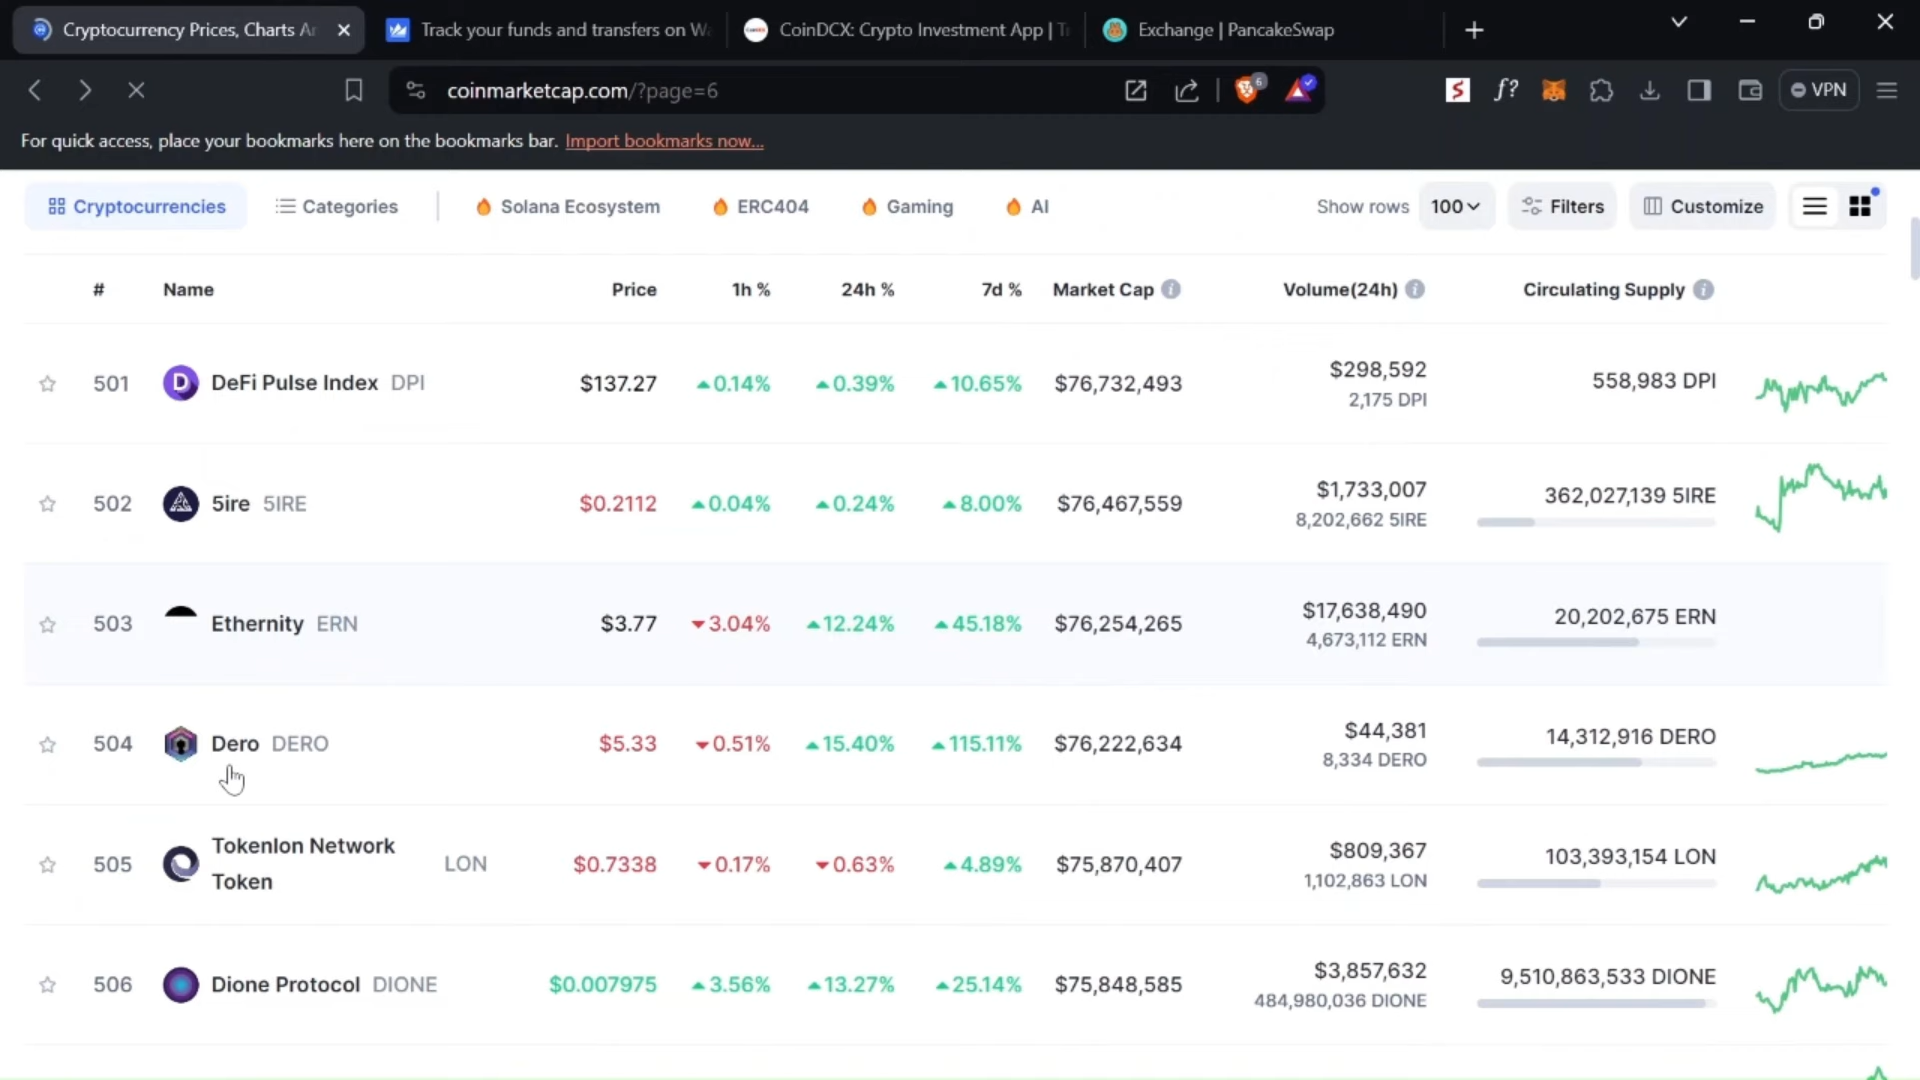 Cryptocurrency Prices, Charts Ar
Track your funds and transfers on W
CoinDCX: Crypto Investment App | T
Exchange | PancakeSwap
coinmarketcap.com/?page=6
6
f?
VPN
For quick access, place your bookmarks here on the bookmarks bar. Import bookmarks now...
Cryptocurrencies
Categories
Solana Ecosystem
ERC404
Gaming
AI
Show rows
100
Filters
Customize
# Name Price 1h % 24h % 7d % Market Cap Volume(24h) Circulating Supply
501 DeFi Pulse Index DPI $137.27 0.14% 0.39% 10.65% $76,732,493 $298,592 558,983 DPI
2,175 DPI
502 5ire 5IRE $0.2112 0.04% 0.24% 8.00% $76,467,559 $1,733,007 362,027,139 5IRE
8,202,662 5IRE
503 Ethernity ERN $3.77 3.04% 12.24% 45.18% $76,254,265 $17,638,490 20,202,675 ERN
4,673,112 ERN
504 Dero DERO $5.33 0.51% 15.40% 115.11% $76,222,634 $44,381 14,312,916 DERO
8,334 DERO
505 Tokenlon Network Token LON $0.7338 0.17% 0.63% 4.89% $75,870,407 $809,367 103,393,154 LON
1,102,863 LON
506 Dione Protocol DIONE $0.007975 3.56% 13.27% 25.14% $75,848,585 $3,857,632 9,510,863,533 DIONE
484,980,036 DIONE